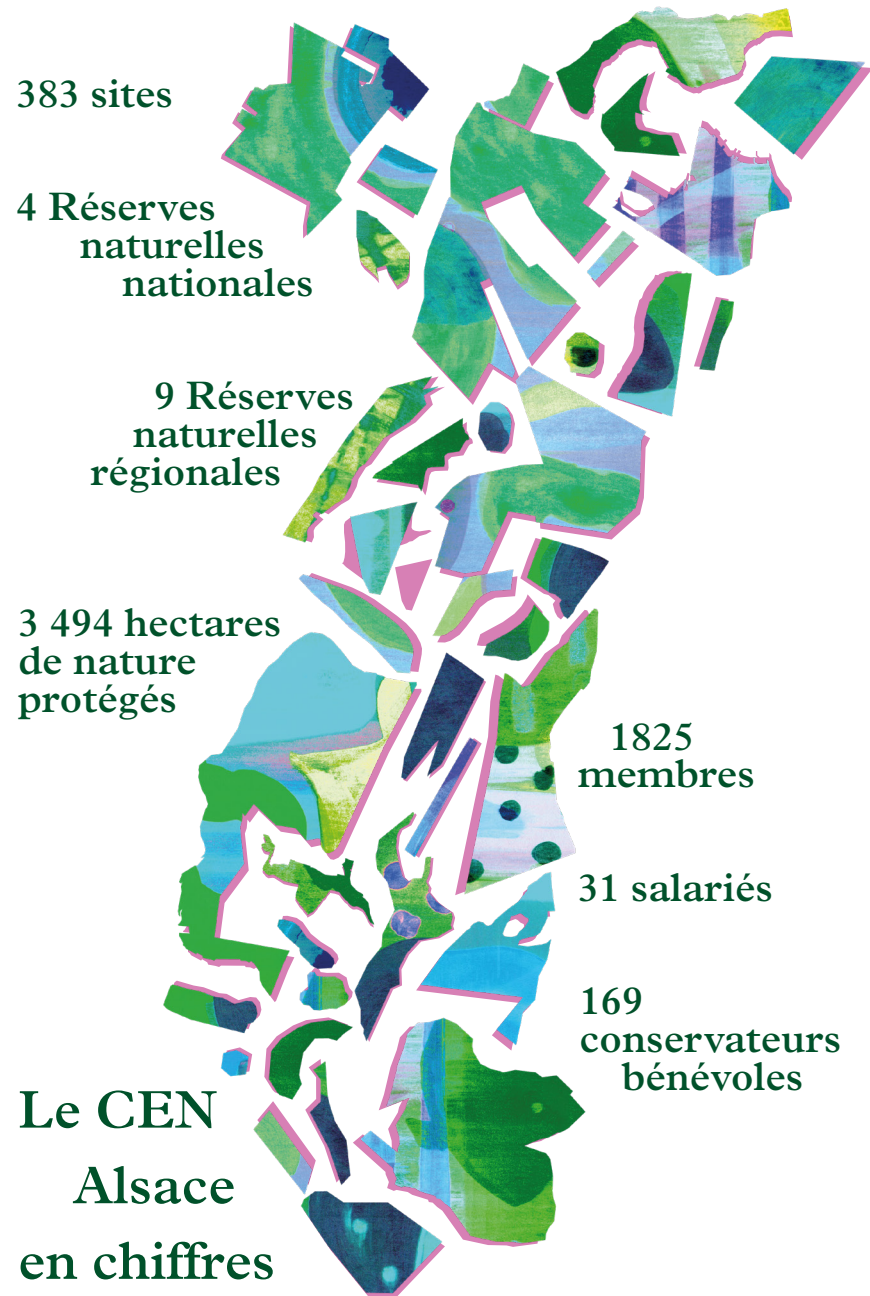 383 sites
4 Réserves
naturelles
nationales
9 Réserves
naturelles
régionales
3 494 hectares
de nature
protégés
1825
membres
31 salariés
169
conservateurs
bénévoles
Le CEN
Alsace
en chiffres